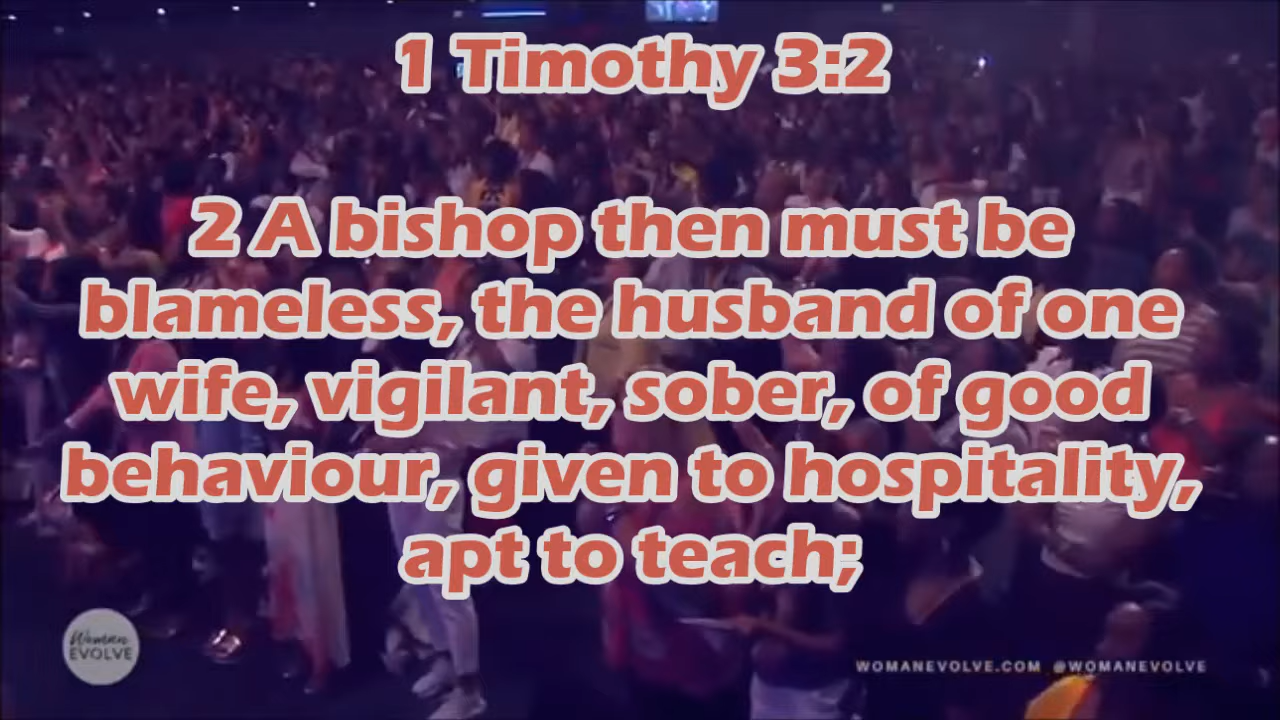 1 Timothy 3:2
2 A bishop then must be
blameless, the husband of one
wife, vigilant, sober, of good
behaviour, given to hospitality,
apt to teach;
Woman
EVOLVE
WOMANEVOLVE.COM @WOMANEVOLVE